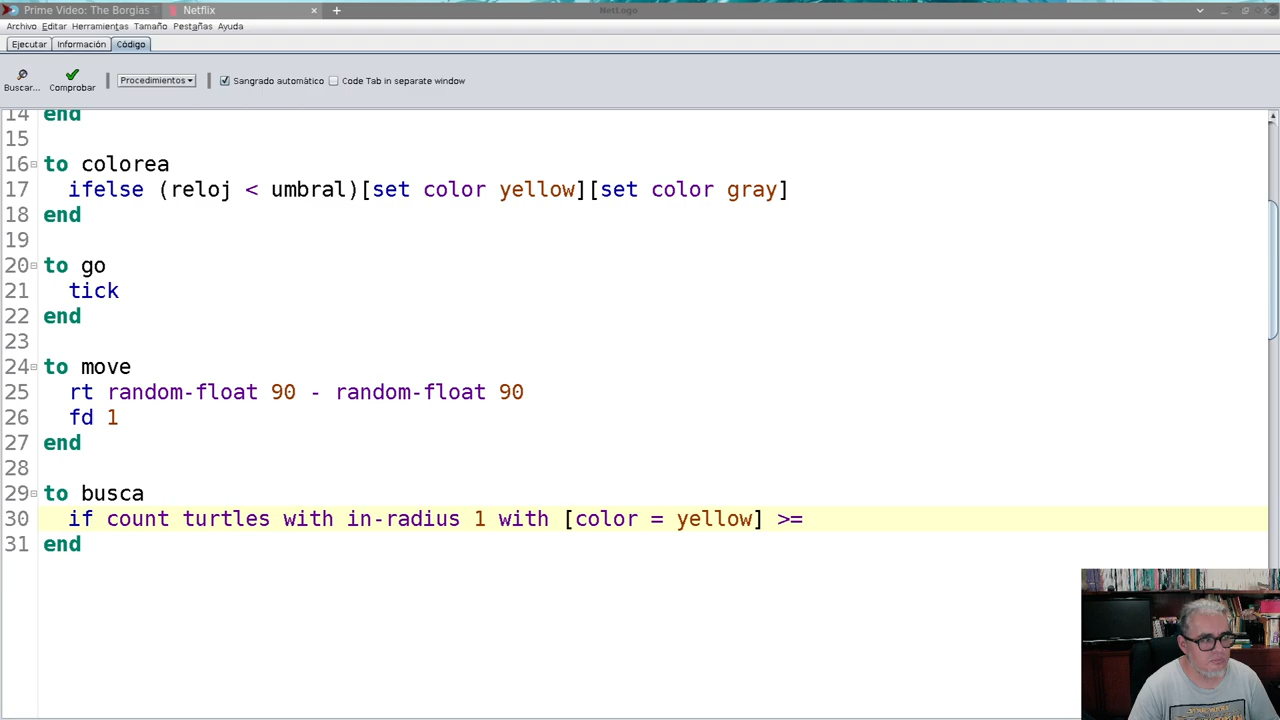 Prime Video: The Borgias
Netflix
NetLogo
Archivo Editar Herramientas Tamaño Pestañas Ayuda
Ejecutar Información Código
Buscar... Comprobar Procedimientos Sangrado automático Code Tab in separate window
14 end
15
16 to colorea
17 ifelse (reloj < umbral)[set color yellow][set color gray]
18 end
19
20 to go
21 tick
22 end
23
24 to move
25 rt random-float 90 - random-float 90
26 fd 1
27 end
28
29 to busca
30 if count turtles with in-radius 1 with [color = yellow] >=
31 end